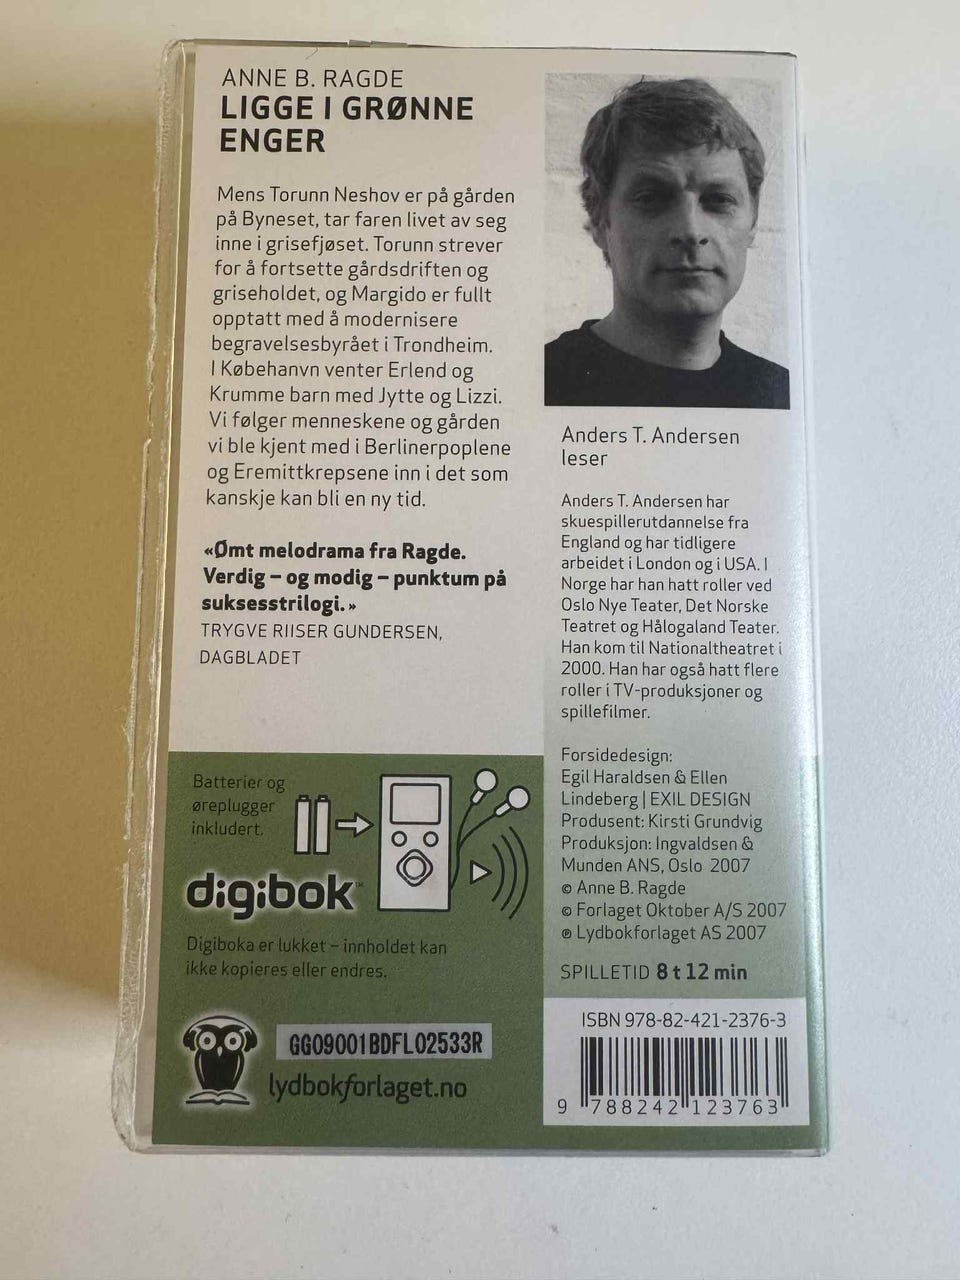 ANNE B. RAGDE
LIGGE I GRØNNE
ENGER
Mens Torunn Neshov er på gården
på Byneset, tar faren livet av seg
inne i grisefjøset. Torunn strever
for å fortsette gårdsdriften og
griseholdet, og Margido er fullt
opptatt med å modernisere
begravelsesbyrået i Trondheim.
I Købehanvn venter Erlend og
Krumme barn med Jytte og Lizzi.
Vi følger menneskene og gården
vi ble kjent med i Berlinerpoplene
og Eremittkrepsene inn i det som
kanskje kan bli en ny tid.
«Ømt melodrama fra Ragde.
Verdig – og modig – punktum på
suksesstrilogi.»
TRYGVE RIISER GUNDERSEN,
DAGBLADET
Anders T. Andersen
leser
Anders T. Andersen har
skuespillerutdannelse fra
England og har tidligere
arbeidet i London og i USA. I
Norge har han hatt roller ved
Oslo Nye Teater, Det Norske
Teatret og Hålogaland Teater.
Han kom til Nationaltheatret i
2000. Han har også hatt flere
roller i TV-produksjoner og
spillefilmer.
Forsidedesign:
Egil Haraldsen & Ellen
Lindeberg | EXIL DESIGN
Produsent: Kirsti Grundvig
Produksjon: Ingvaldsen &
Munden ANS, Oslo 2007
© Anne B. Ragde
© Forlaget Oktober A/S 2007
℗ Lydbokforlaget AS 2007
SPILLETID 8 t 12 min
Batterier og
øreplugger
inkludert.
digibok™
Digiboka er lukket – innholdet kan
ikke kopieres eller endres.
GG09001BDFL02533R
lydbokforlaget.no
ISBN 978-82-421-2376-3
9 788242 123763